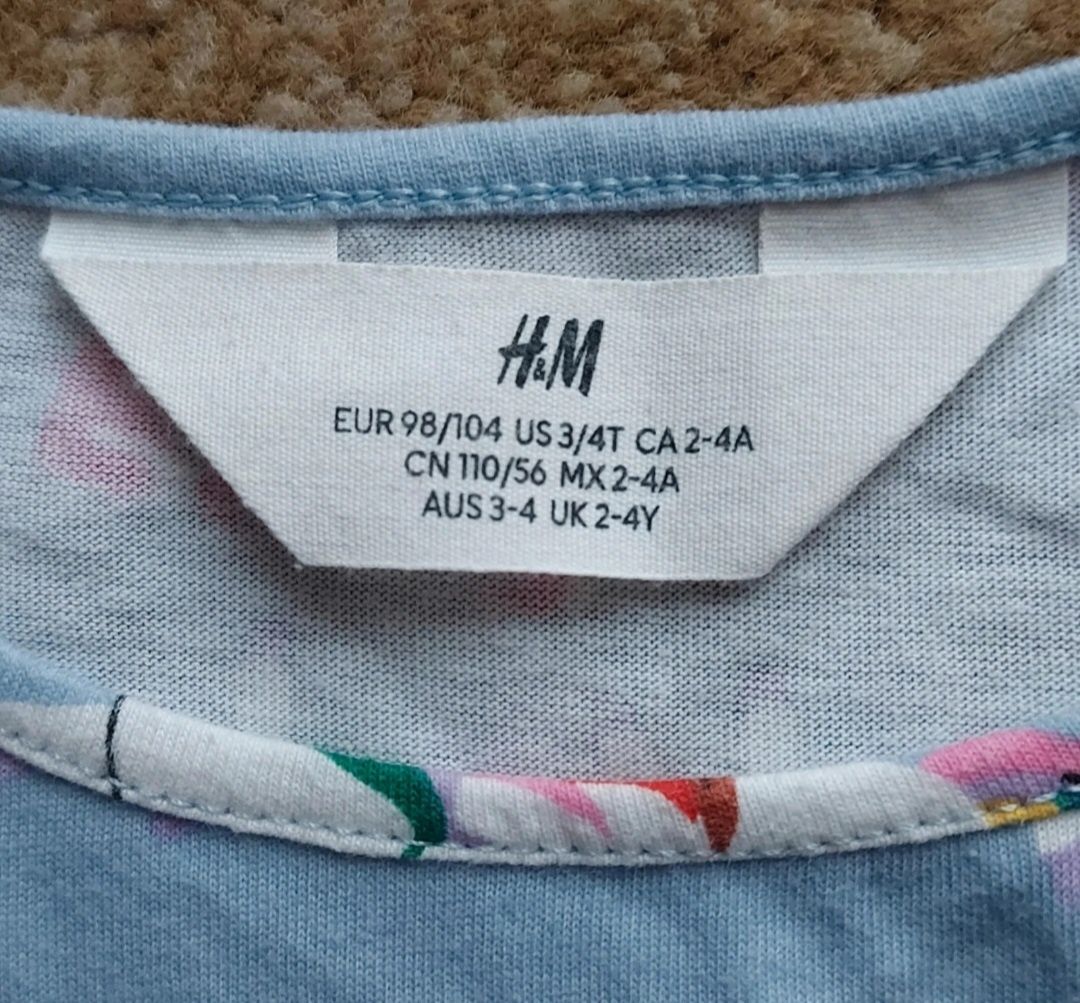 H&M
EUR 98/104 US 3/4T CA 2-4A
CN 110/56 MX 2-4A
AUS 3-4 UK 2-4Y